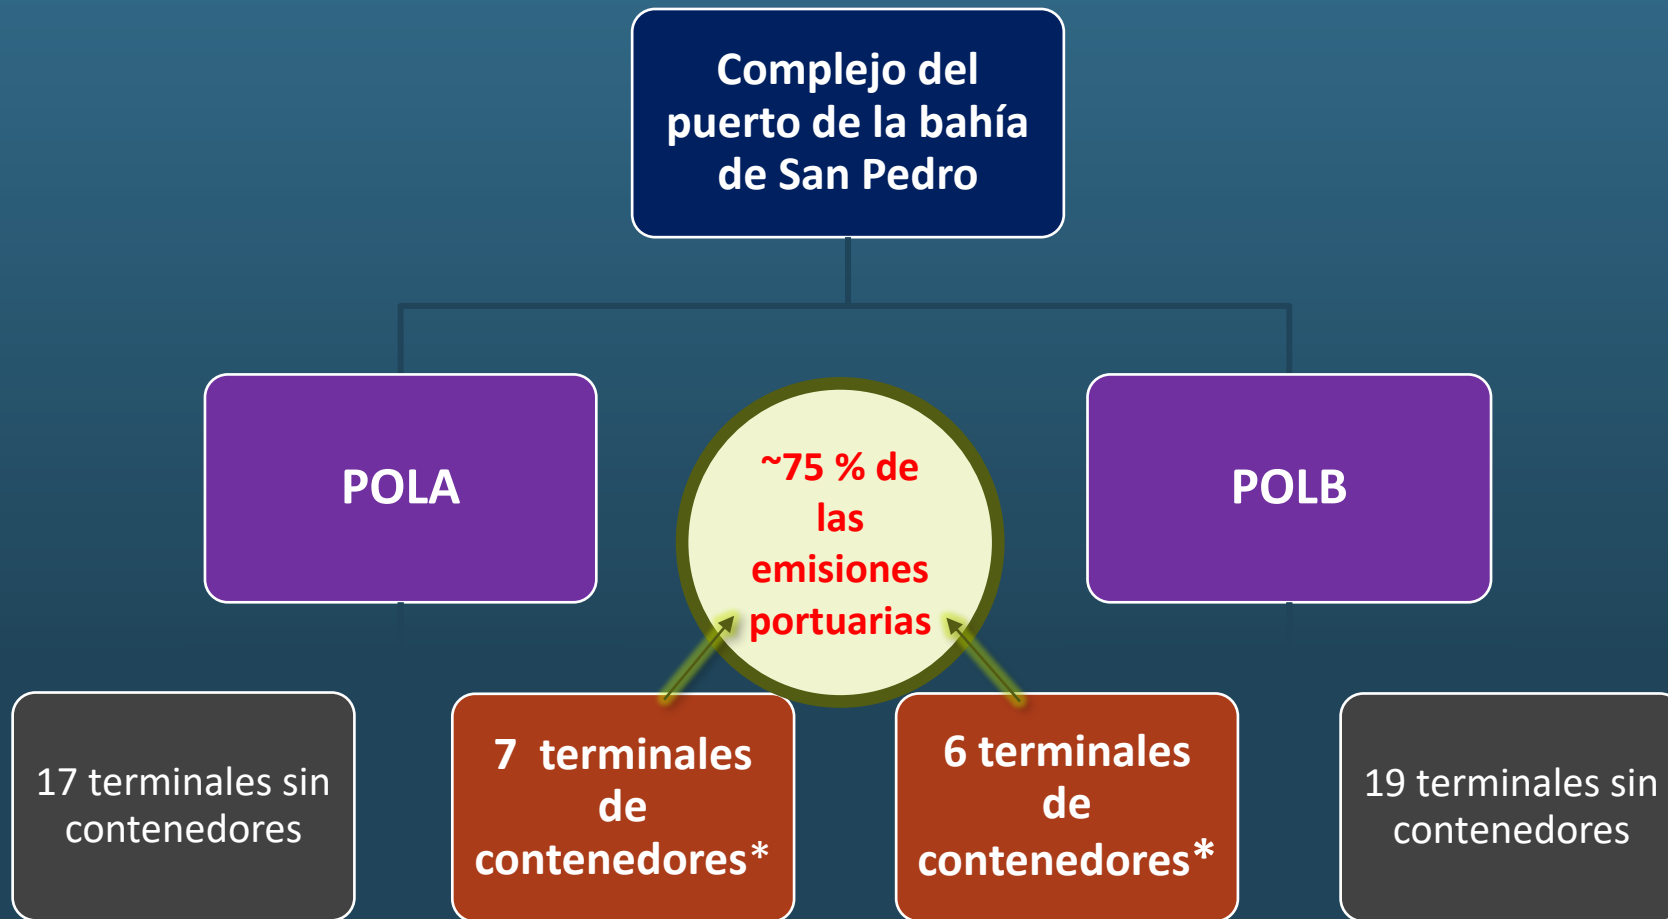 Complejo del
puerto de la bahía
de San Pedro
POLA
~75 % de
las
emisiones
portuarias
POLB
17 terminales sin
contenedores
7 terminales
de
contenedores*
6 terminales
de
contenedores*
19 terminales sin
contenedores